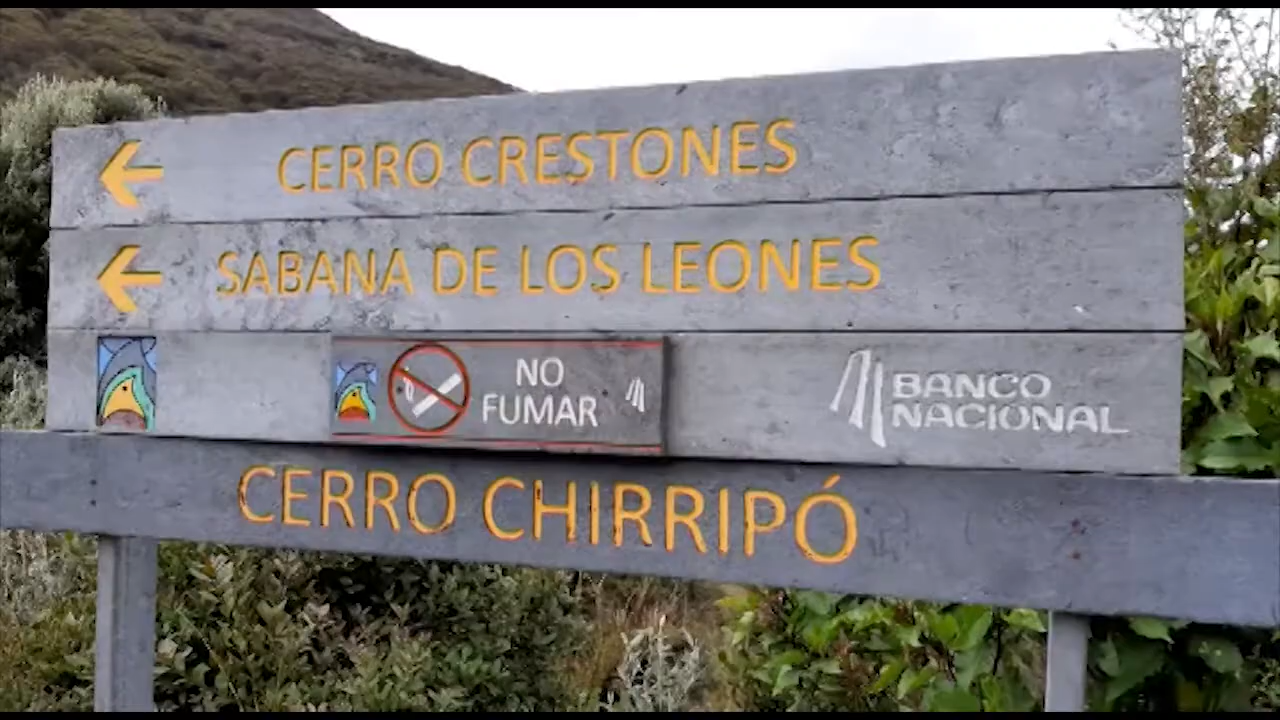 CERRO CRESTONES
SABANA DE LOS LEONES
NO
FUMAR
BANCO
NACIONAL
CERRO CHIRRIPÓ